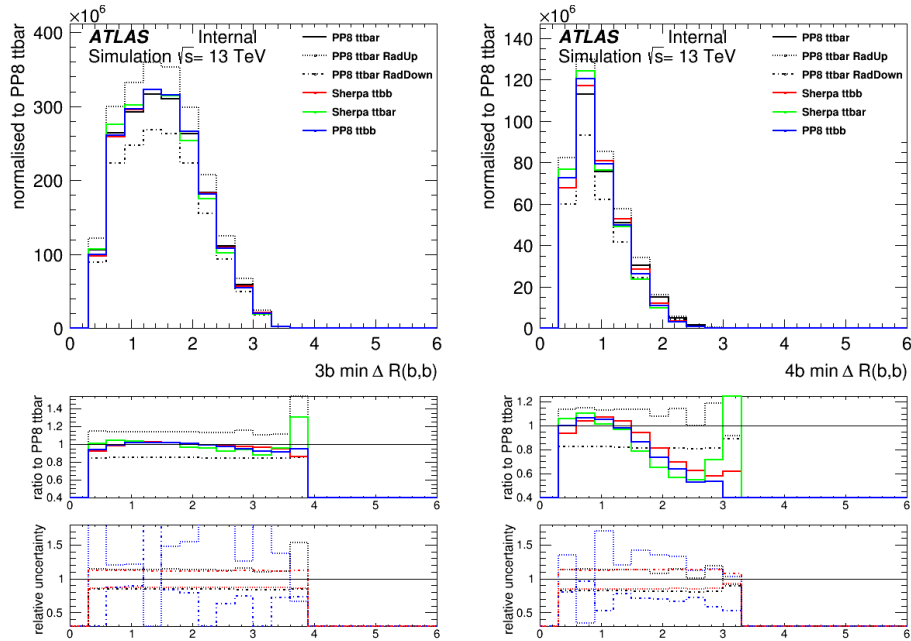 ×10⁶
ATLAS Internal
Simulation √s= 13 TeV
PP8 ttbar
PP8 ttbar RadUp
PP8 ttbar RadDown
Sherpa ttbb
Sherpa ttbar
PP8 ttbb
normalised to PP8 ttbar
400
300
200
100
0
0 1 2 3 4 5 6
3b min Δ R(b,b)
ratio to PP8 ttbar
1.4
1.2
1
0.8
0.6
0.4
0 1 2 3 4 5 6
relative uncertainty
1.5
1
0.5
0 1 2 3 4 5 6
×10⁶
ATLAS Internal
Simulation √s= 13 TeV
PP8 ttbar
PP8 ttbar RadUp
PP8 ttbar RadDown
Sherpa ttbb
Sherpa ttbar
PP8 ttbb
normalised to PP8 ttbar
140
120
100
80
60
40
20
0
0 1 2 3 4 5 6
4b min Δ R(b,b)
ratio to PP8 ttbar
1.2
1
0.8
0.6
0.4
0 1 2 3 4 5 6
relative uncertainty
1.5
1
0.5
0 1 2 3 4 5 6